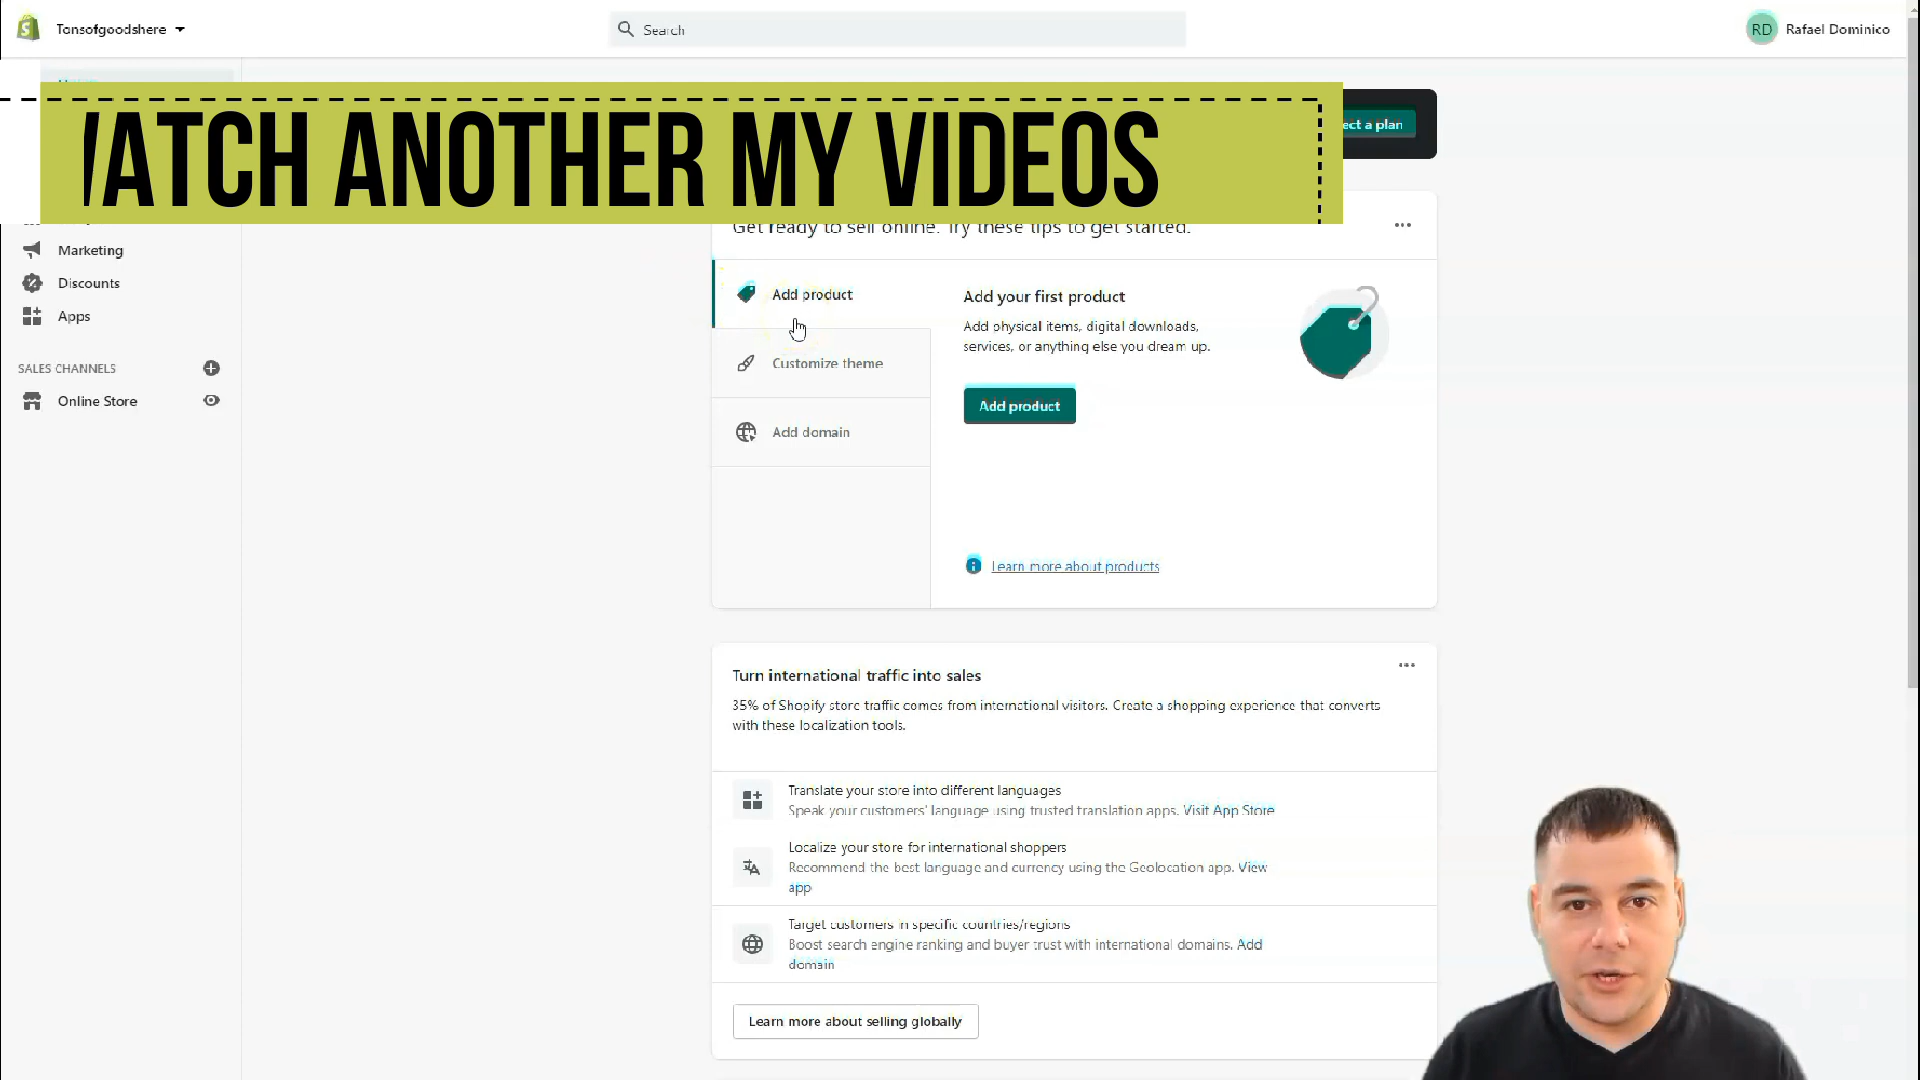 Tonsofgoodshere
Search
RD
Rafael Dominico
WATCH ANOTHER MY VIDEOS
ect a plan
Get ready to sell online. Try these tips to get started.
Marketing
Discounts
Apps
SALES CHANNELS
Online Store
Add product
Customize theme
Add domain
Add your first product
Add physical items, digital downloads,
services, or anything else you dream up.
Add product
Learn more about products
Turn international traffic into sales
35% of Shopify store traffic comes from international visitors. Create a shopping experience that converts
with these localization tools.
Translate your store into different languages
Speak your customers' language using trusted translation apps. Visit App Store
Localize your store for international shoppers
Recommend the best language and currency using the Geolocation app. View
app
Target customers in specific countries/regions
Boost search engine ranking and buyer trust with international domains. Add
domain
Learn more about selling globally